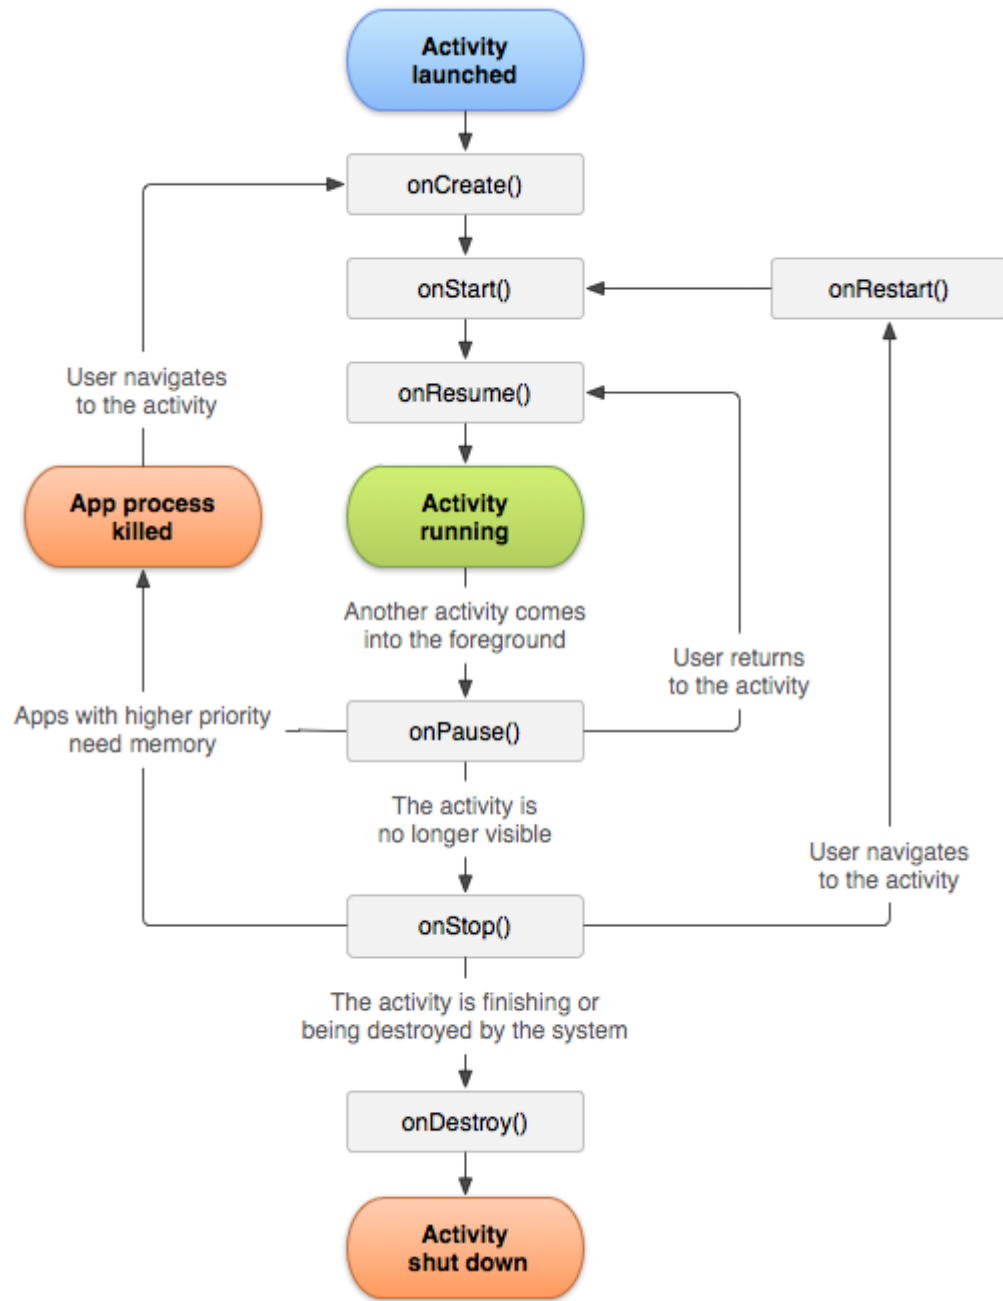 Activity
launched
onCreate()
onStart()
onRestart()
User navigates
to the activity
onResume()
App process
killed
Activity
running
Another activity comes
into the foreground
User returns
to the activity
Apps with higher priority
need memory
onPause()
The activity is
no longer visible
User navigates
to the activity
onStop()
The activity is finishing or
being destroyed by the system
onDestroy()
Activity
shut down